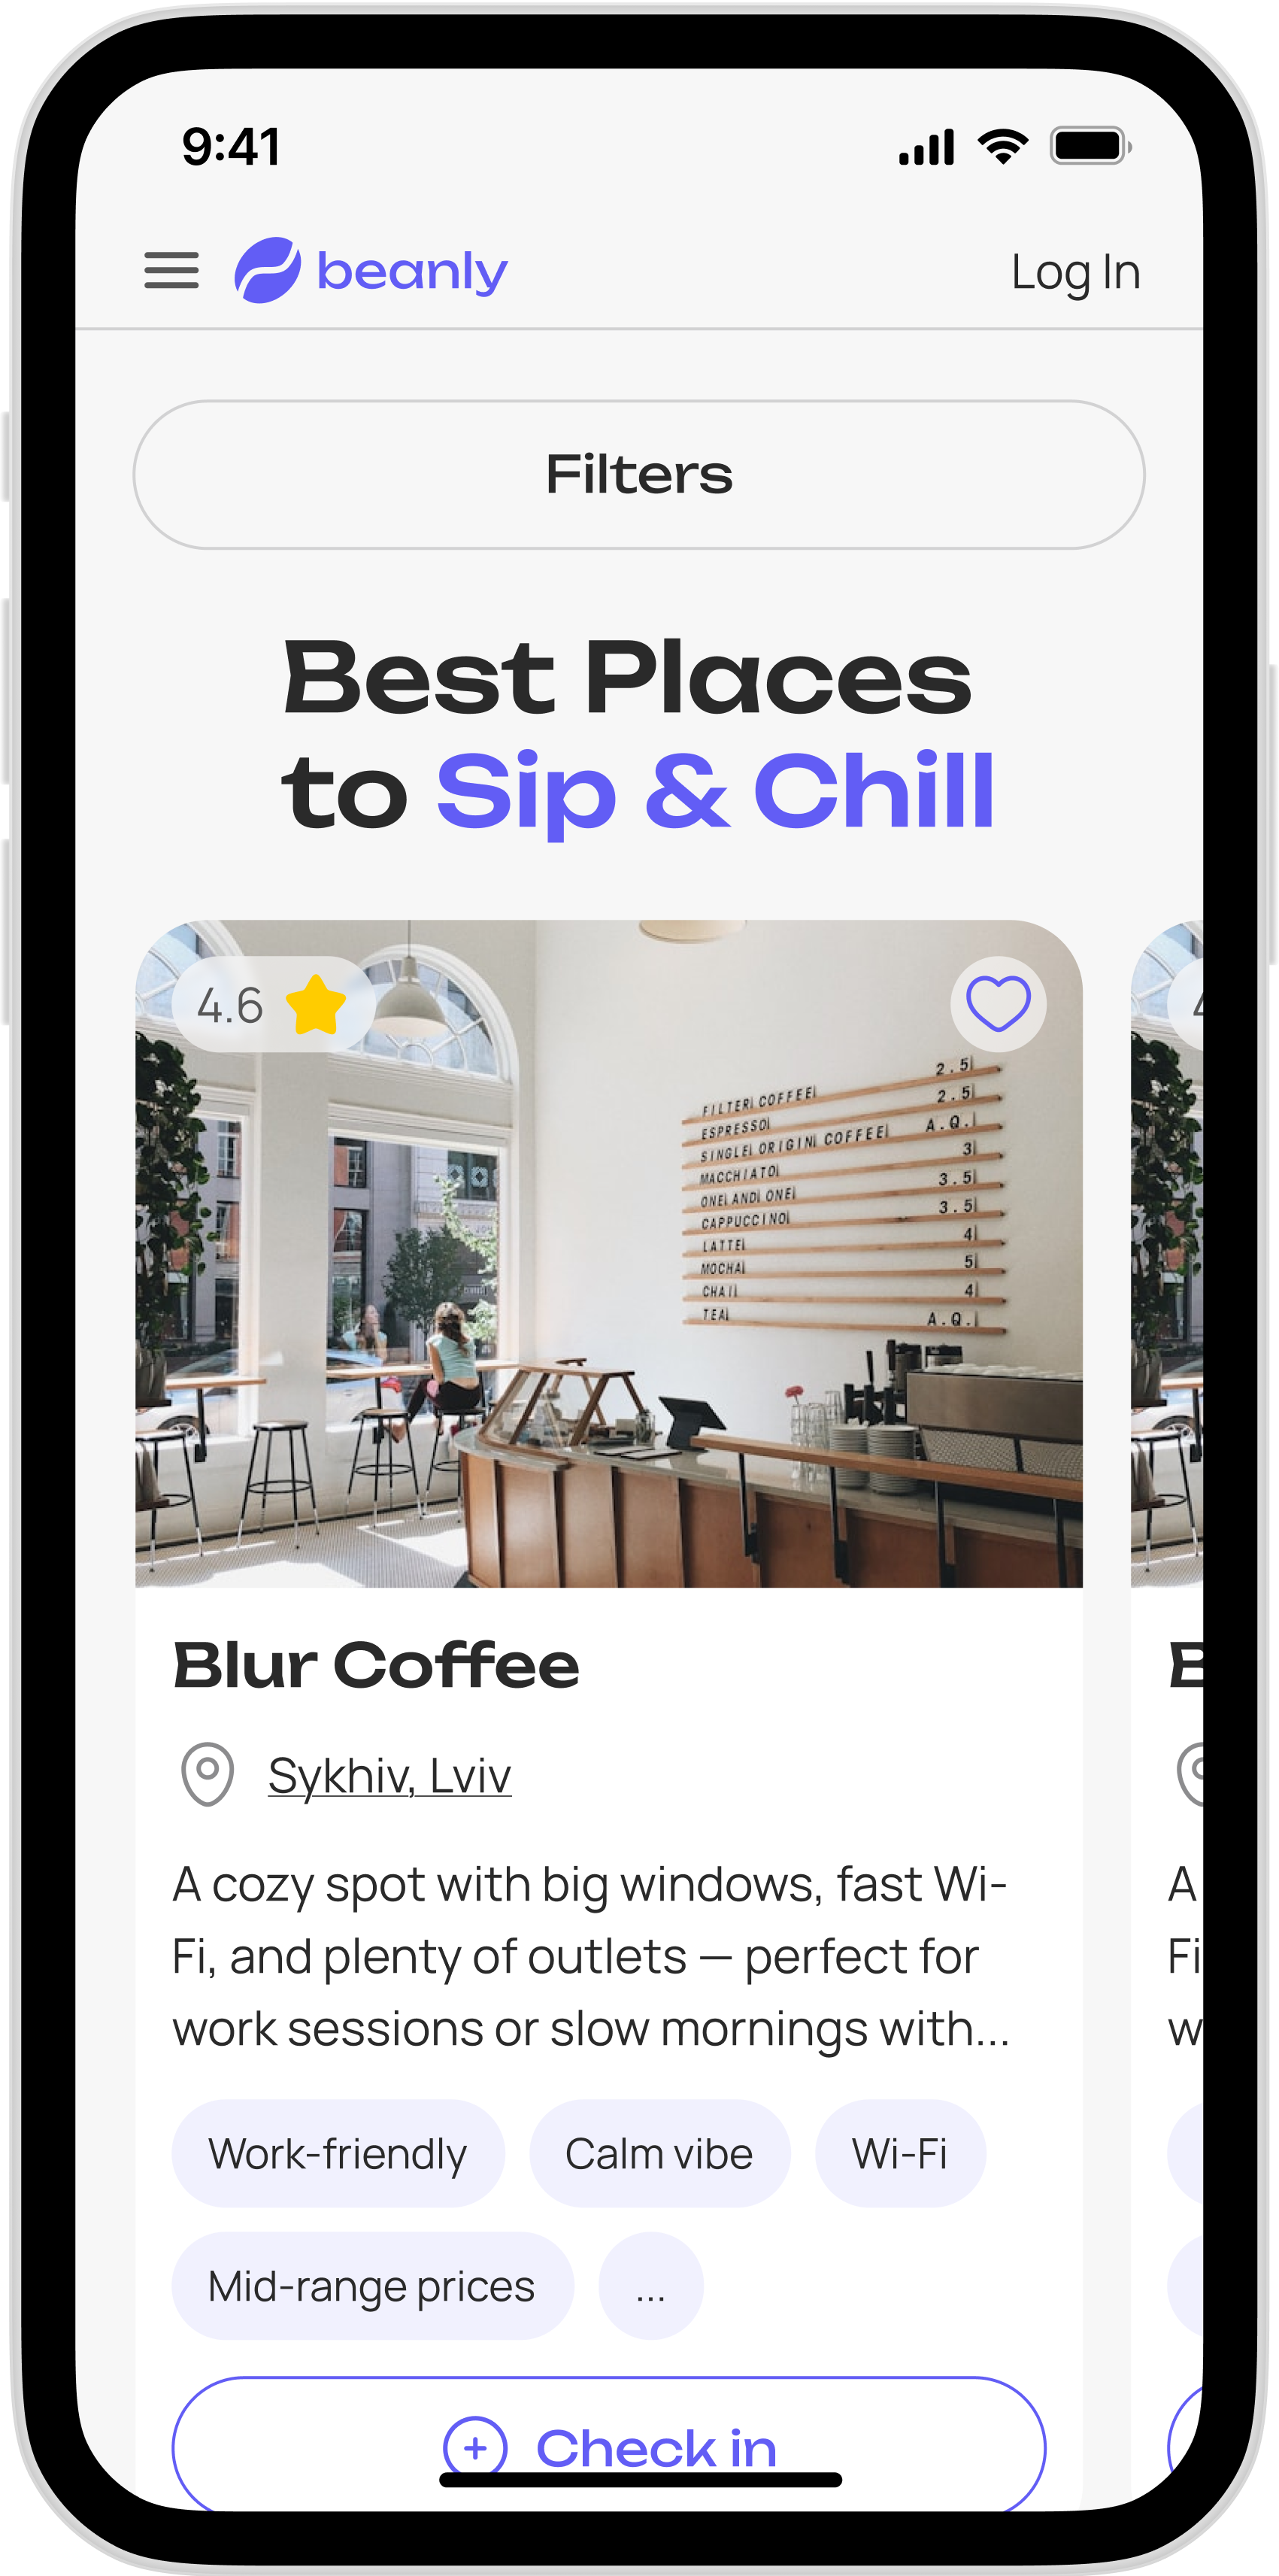 9:41
beanly
Log In
Filters
Best Places
to Sip & Chill
4.6
FILTER COFFEE 2.5
ESPRESSO 2.5
SINGLE ORIGIN COFFEE A.Q.
MACCHIATO 3
ONE AND ONE 3.5
CAPPUCCINO 3.5
LATTE 4
MOCHA 5
CHAI 4
TEA A.Q.
Blur Coffee
Sykhiv, Lviv
A cozy spot with big windows, fast Wi-
Fi, and plenty of outlets — perfect for
work sessions or slow mornings with...
Work-friendly
Calm vibe
Wi-Fi
Mid-range prices
...
Check in